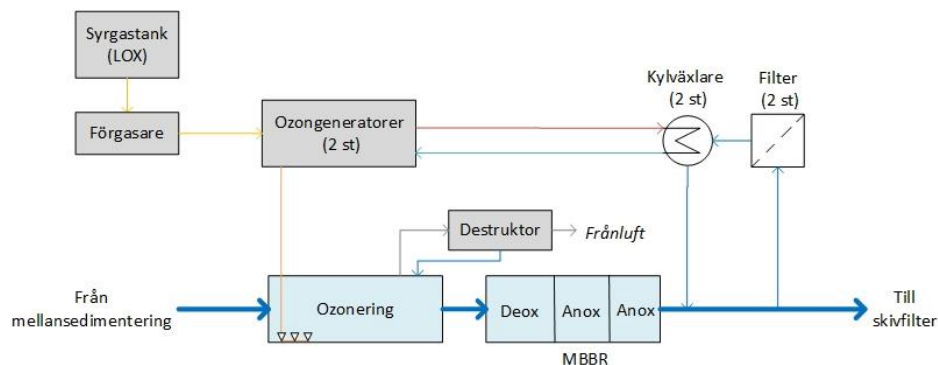 Syrgastank
(LOX)
Förgasare
Ozongeneratorer
(2 st)
Kylväxlare
(2 st)
Filter
(2 st)
Destruktor
Frånluft
Från
mellansedimentering
Ozonering
Deox
Anox
Anox
MBBR
Till
skivfilter